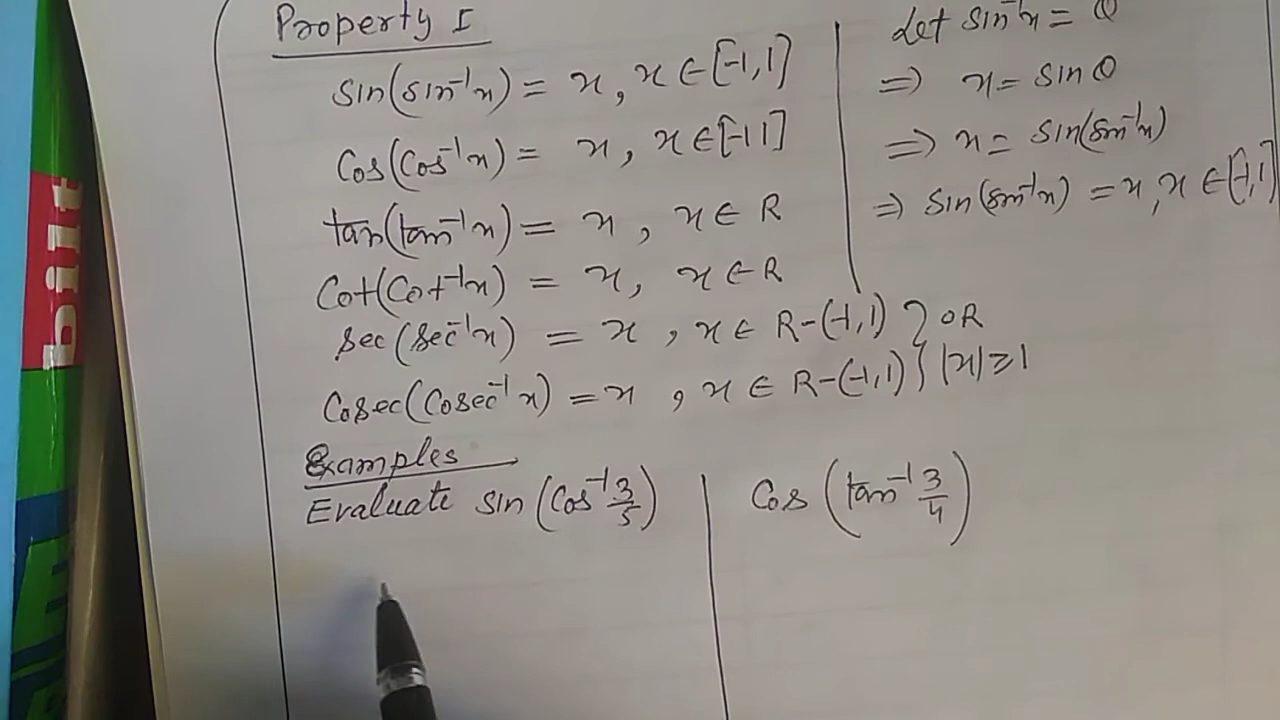 Property I
sin(sin⁻¹x) = x, x ∈ [-1,1]
Cos(Cos⁻¹x) = x, x ∈ [-1 1]
tan(tan⁻¹x) = x, x ∈ R
Cot(Cot⁻¹x) = x, x ∈ R
sec(sec⁻¹x) = x, x ∈ R-(-1,1) } OR
Cosec(Cosec⁻¹x) = x, x ∈ R-(-1,1) } |x| ≥ 1
Let sin⁻¹x = θ
⇒ x = sinθ
⇒ x = sin(sin⁻¹x)
⇒ sin(sin⁻¹x) = x, x ∈ [-1,1]
Examples
Evaluate sin(Cos⁻¹ 3/5)
Cos(tan⁻¹ 3/4)
bilt